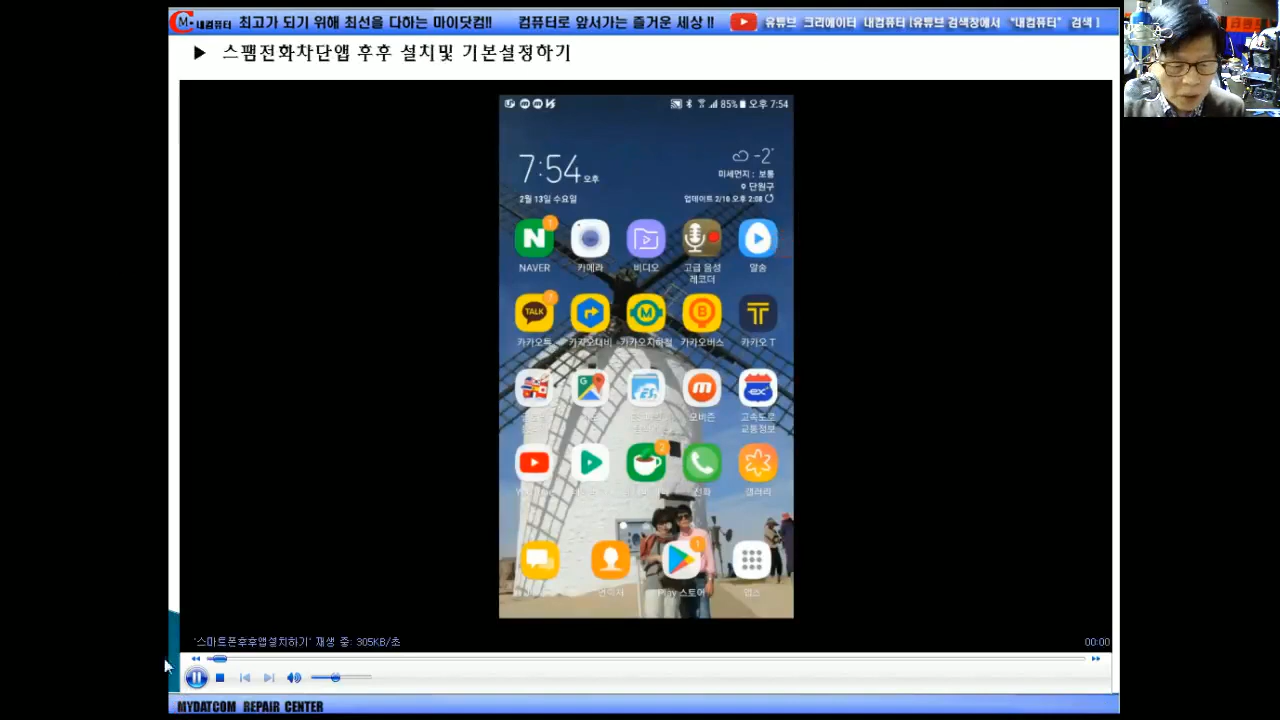 내컴퓨터 최고가 되기 위해 최선을 다하는 마이닷컴!! 컴퓨터로 앞서가는 즐거운 세상 !! 유튜브 크리에이터 내컴퓨터 [유튜브 검색창에서 "내컴퓨터" 검색 ]
▶ 스팸전화차단앱 후후 설치및 기본설정하기
85% 오후 7:54
7:54 오후
2월 13일 수요일
-2°
미세먼지 : 보통
단원구
업데이트 2/10 오후 2:08
NAVER 카메라 비디오 고급 음성 레코더 말송
TALK
카카오톡 카카오내비 카카오지하철 카카오버스 카카오 T
모비즌 고속도로 교통정보
전화 갤러리
연락처 Play 스토어 앱스
'스마트폰후후앱설치하기' 재생 중: 305KB/초
00:00
MYDATCOM REPAIR CENTER